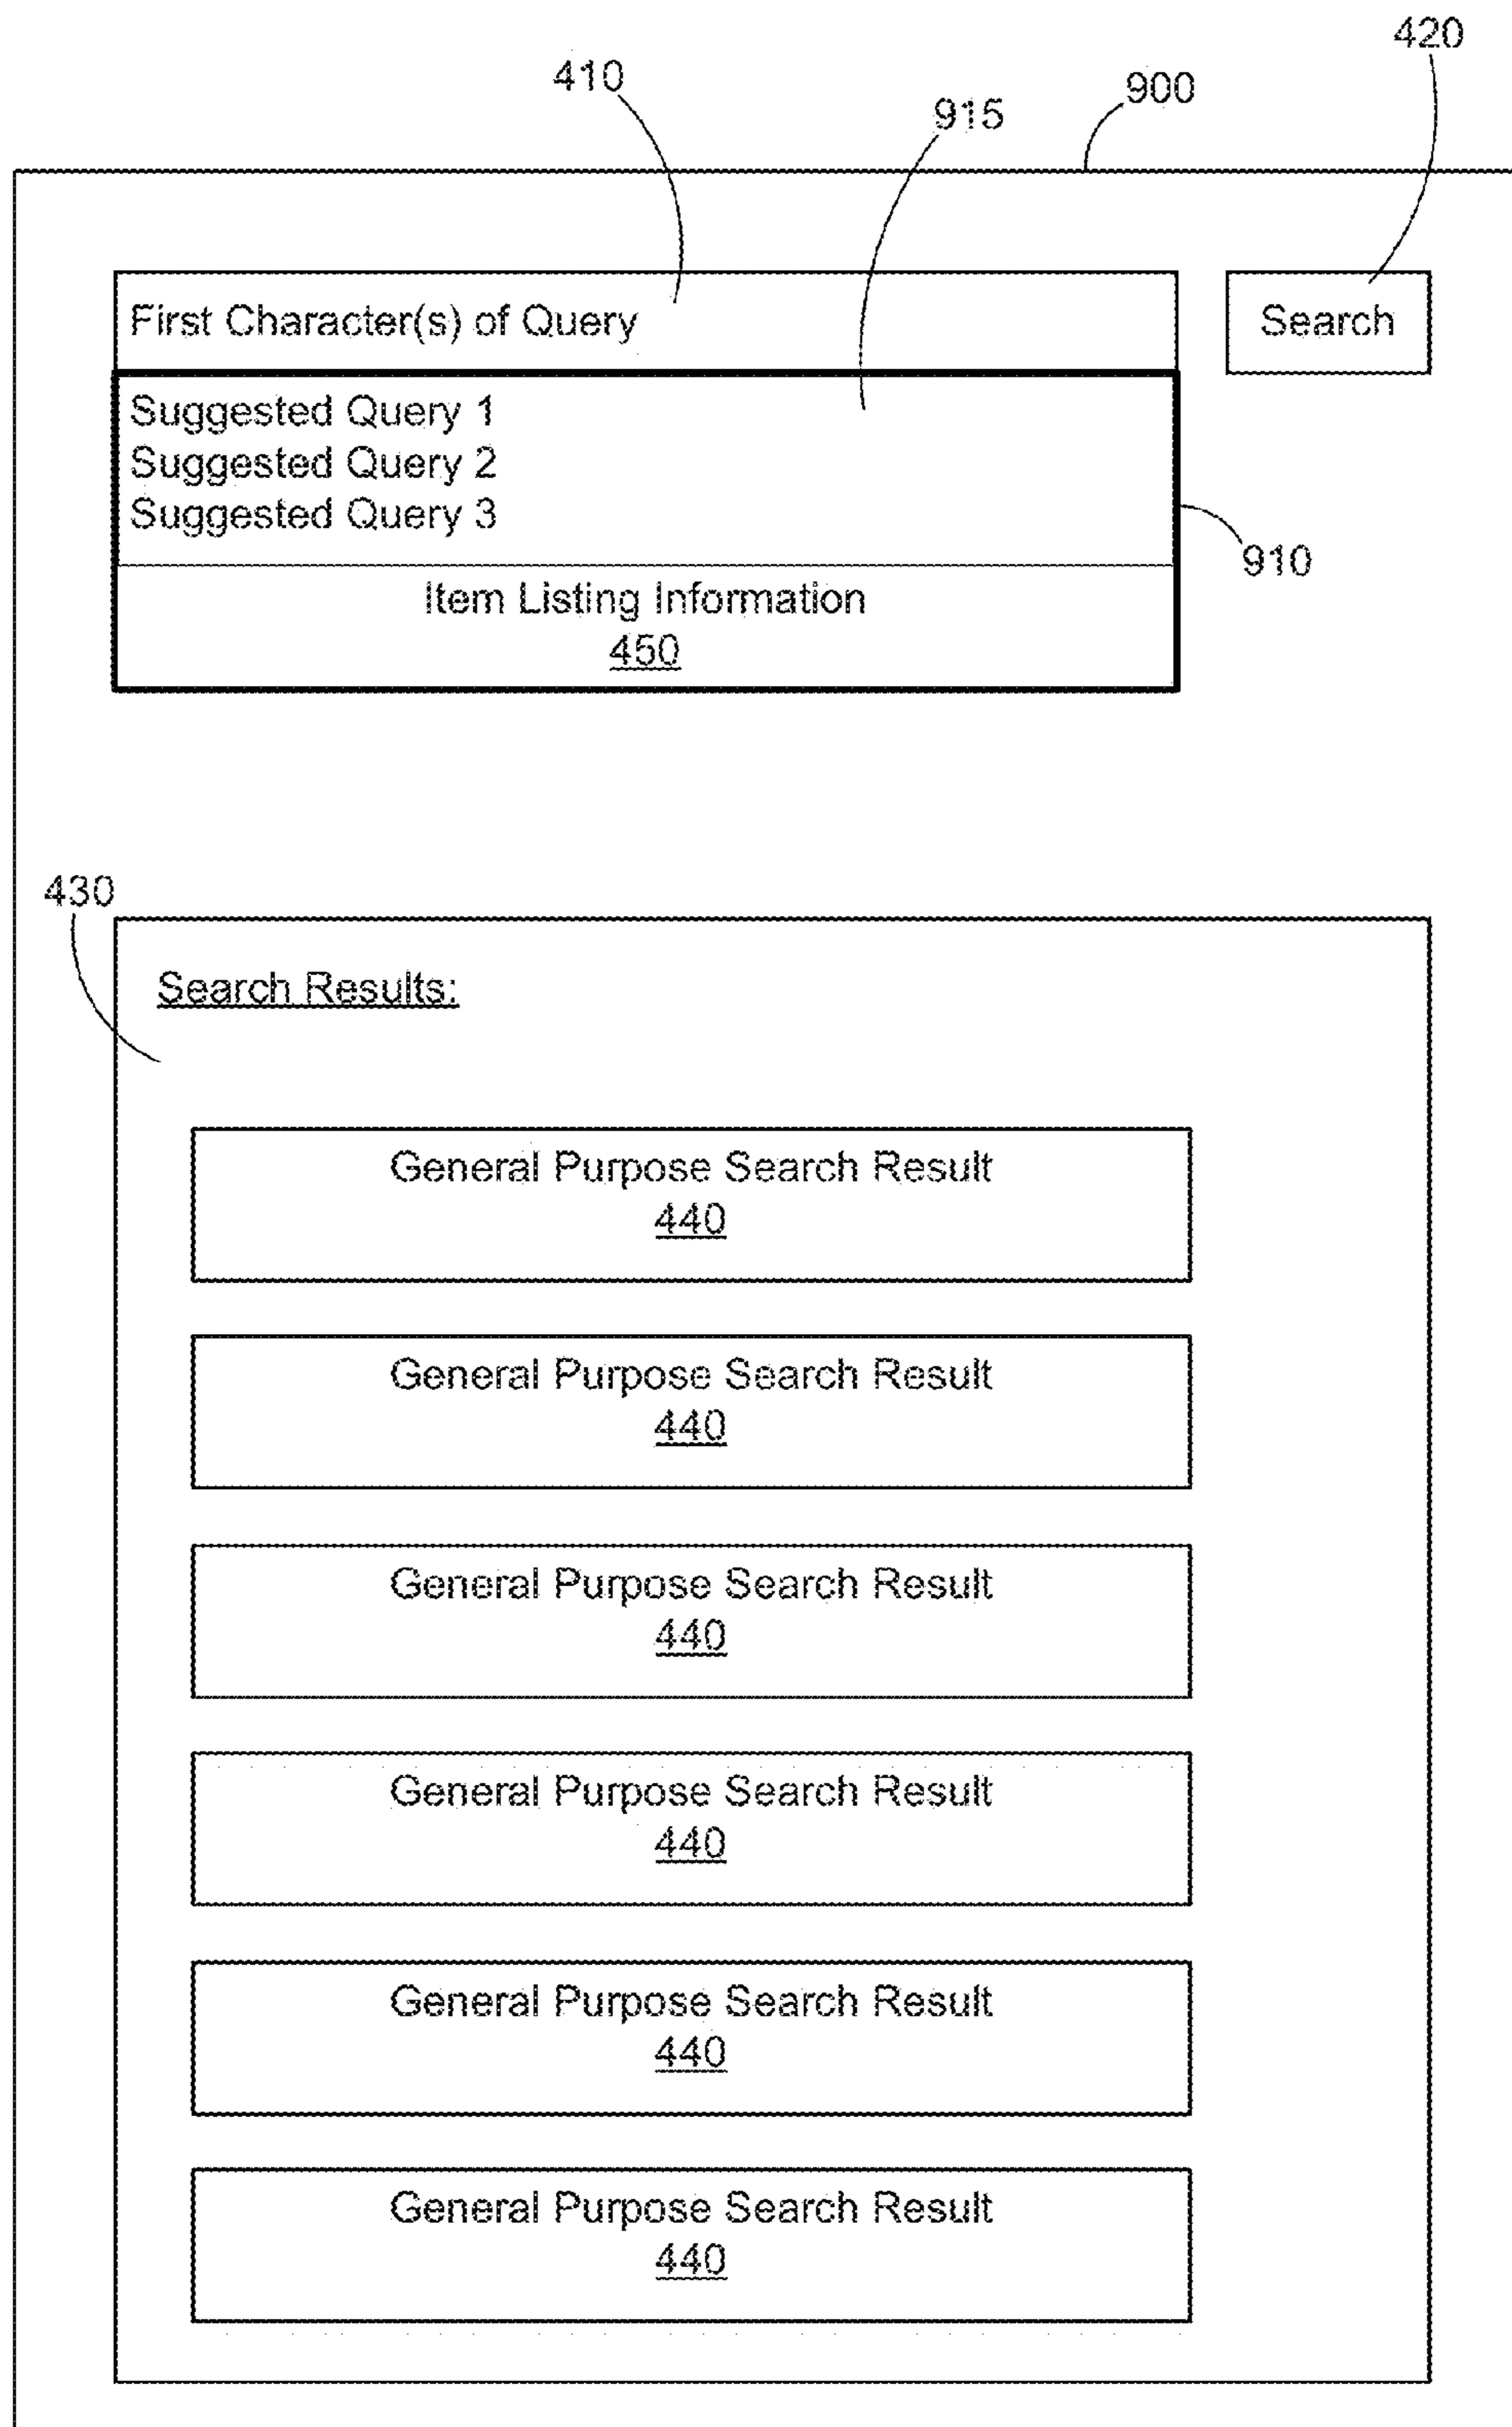 420
410
900
915
First Character(s) of Query
Search
Suggested Query 1
Suggested Query 2
Suggested Query 3
910
Item Listing Information
450
430
Search Results:
General Purpose Search Result
440
General Purpose Search Result
440
General Purpose Search Result
440
General Purpose Search Result
440
General Purpose Search Result
440
General Purpose Search Result
440